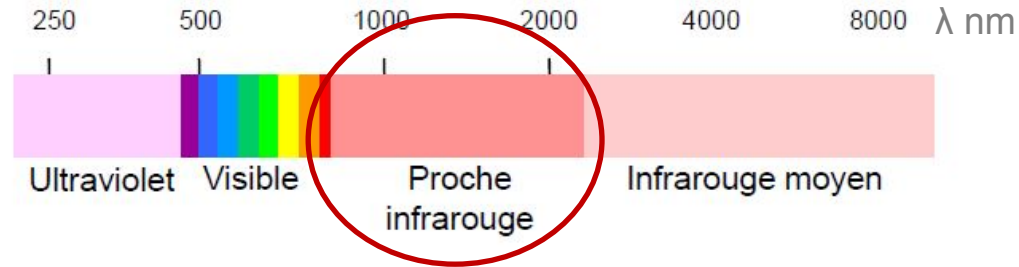 250 500 1000 2000 4000 8000 λ nm
Ultraviolet Visible Proche infrarouge Infrarouge moyen